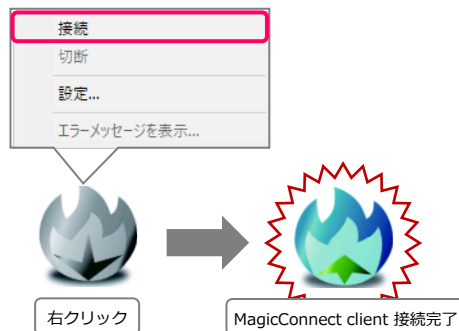 接続
切断
設定...
エラーメッセージを表示...
右クリック
MagicConnect client 接続完了